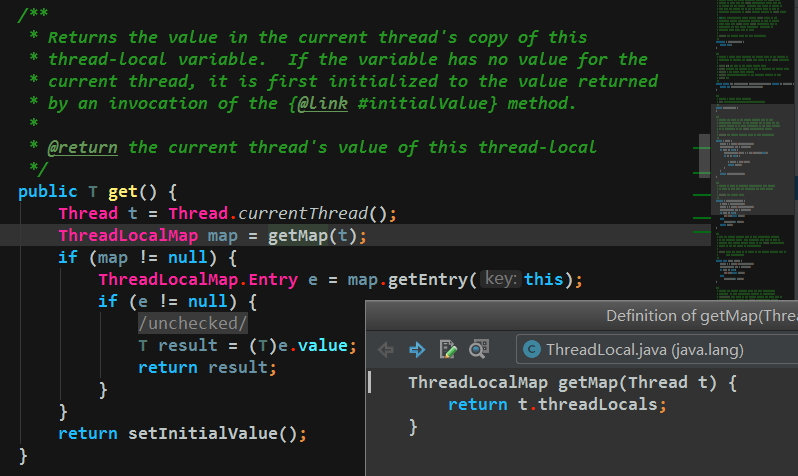 /**
 * Returns the value in the current thread's copy of this
 * thread-local variable.  If the variable has no value for the
 * current thread, it is first initialized to the value returned
 * by an invocation of the {@link #initialValue} method.
 *
 * @return the current thread's value of this thread-local
 */
public T get() {
    Thread t = Thread.currentThread();
    ThreadLocalMap map = getMap(t);
    if (map != null) {
        ThreadLocalMap.Entry e = map.getEntry( key: this);
        if (e != null) {
            /unchecked/
            T result = (T)e.value;
            return result;
        }
    }
    return setInitialValue();
}
Definition of getMap(Threa
ThreadLocal.java (java.lang)
ThreadLocalMap getMap(Thread t) {
    return t.threadLocals;
}